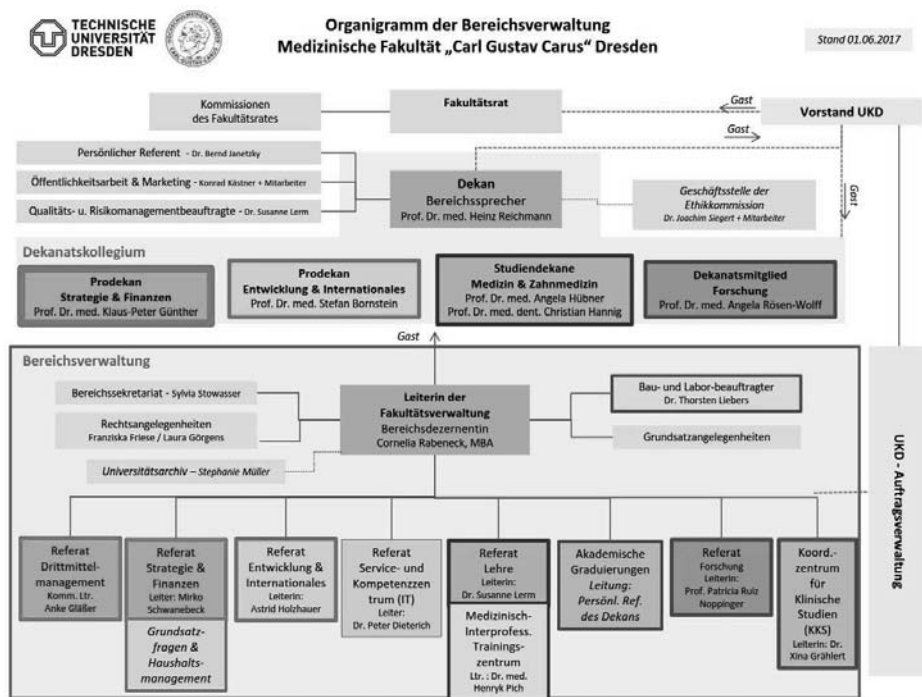 TECHNISCHE
UNIVERSITÄT
DRESDEN
Organigramm der Bereichsverwaltung
Medizinische Fakultät „Carl Gustav Carus“ Dresden
Stand 01.06.2017
Kommissionen
des Fakultätsrates
Fakultätsrat
Gast
Vorstand UKD
Gast
Persönlicher Referent - Dr. Bernd Janetzky
Öffentlichkeitsarbeit & Marketing - Konrad Kästner + Mitarbeiter
Qualitäts- u. Risikomanagementbeauftragte - Dr. Susanne Lerm
Dekan
Bereichssprecher
Prof. Dr. med. Heinz Reichmann
Geschäftsstelle der
Ethikkommission
Dr. Joachim Siegert + Mitarbeiter
Gast
Dekanatskollegium
Prodekan
Strategie & Finanzen
Prof. Dr. med. Klaus-Peter Günther
Prodekan
Entwicklung & Internationales
Prof. Dr. med. Stefan Bornstein
Studiendekane
Medizin & Zahnmedizin
Prof. Dr. med. Angela Hübner
Prof. Dr. med. dent. Christian Hannig
Dekanatsmitglied
Forschung
Prof. Dr. med. Angela Rösen-Wolff
Gast
Bereichsverwaltung
Bereichssekretariat - Sylvia Stowasser
Rechtsangelegenheiten
Franziska Friese / Laura Görgens
Universitätsarchiv – Stephanie Müller
Leiterin der
Fakultätsverwaltung
Bereichsdezernentin
Cornelia Rabeneck, MBA
Bau- und Labor-beauftragter
Dr. Thorsten Liebers
Grundsatzangelegenheiten
UKD - Auftragsverwaltung
Referat
Drittmittel-
management
Komm. Ltr.
Anke Gläßer
Referat
Strategie &
Finanzen
Leiter: Mirko
Schwanebeck
Grundsatz-
fragen &
Haushalts-
management
Referat
Entwicklung &
Internationales
Leiterin:
Astrid Holzhauer
Referat
Service- und
Kompetenzzen
trum (IT)
Leiter:
Dr. Peter Dieterich
Referat
Lehre
Leiterin:
Dr. Susanne Lerm
Medizinisch-
Interprofess.
Trainings-
zentrum
Ltr. : Dr. med.
Henryk Pich
Akademische
Graduierungen
Leitung:
Persönl. Ref.
des Dekans
Referat
Forschung
Leiterin:
Prof. Patricia Ruiz
Noppinger
Koord.-
zentrum
für
Klinische
Studien
(KKS)
Leiterin: Dr.
Xina Grählert